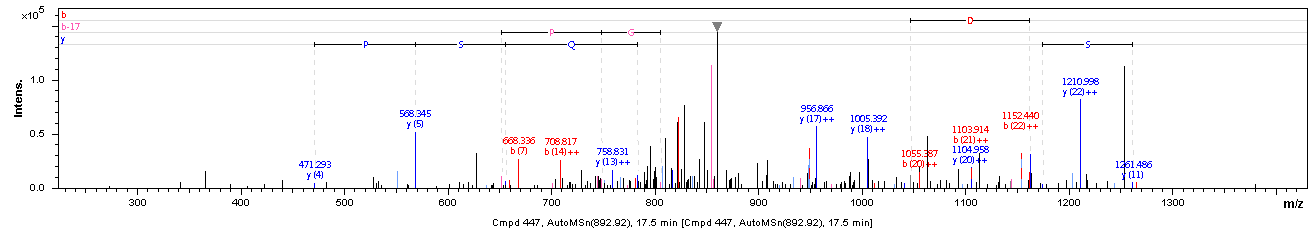 x10⁵
b
b-17
y
D
P G
P S Q S
1210.998
y (22)++
568.345
y (5)
956.866
y (17)++
1005.392
y (18)++
1152.440
b (22)++
1103.914
b (21)++
668.336
b (7)
708.817
b (14)++
1104.958
y (20)++
758.831
y (13)++
1055.387
b (20)++
471.293
y (4)
1261.486
y (11)
Intens.
1.0
0.5
0.0
300 400 500 600 700 800 900 1000 1100 1200 1300 m/z
Cmpd 447, AutoMSn(892.92), 17.5 min [Cmpd 447, AutoMSn(892.92), 17.5 min]